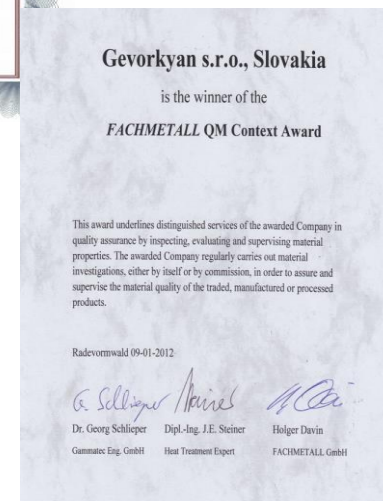 Gevorkyan s.r.o., Slovakia
is the winner of the
FACHMETALL QM Context Award
This award underlines distinguished services of the awarded Company in
quality assurance by inspecting, evaluating and supervising material
properties. The awarded Company regularly carries out material
investigations, either by itself or by commission, in order to assure and
supervise the material quality of the traded, manufactured or processed
products.
Radevormwald 09-01-2012
G. Schlieper
Dr. Georg Schlieper Dipl.-Ing. J.E. Steiner Holger Davin
Gammatec Eng. GmbH Heat Treatment Expert FACHMETALL GmbH